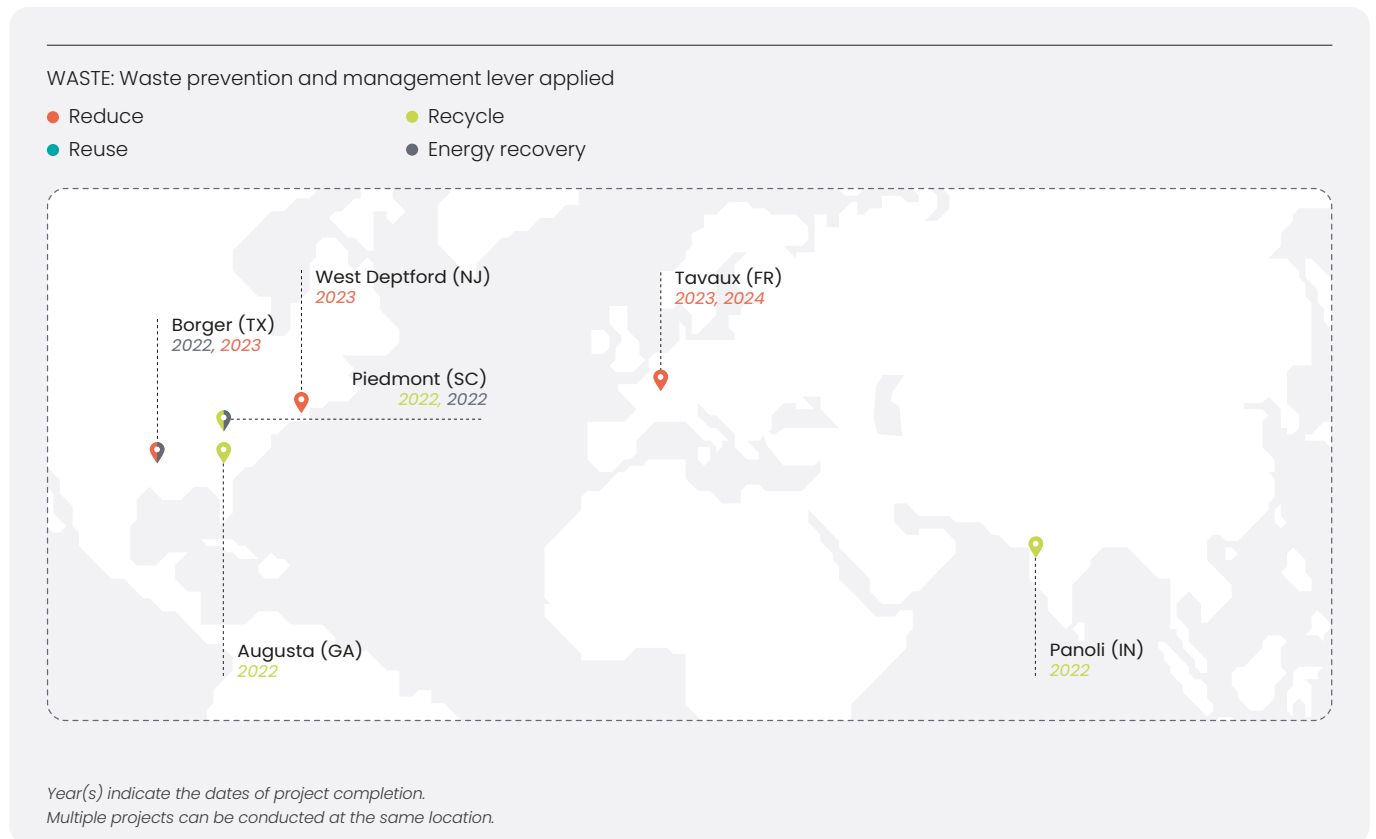 WASTE: Waste prevention and management lever applied
Reduce
Recycle
Reuse
Energy recovery
West Deptford (NJ)
2023
Tavaux (FR)
2023, 2024
Borger (TX)
2022, 2023
Piedmont (SC)
2022, 2022
Augusta (GA)
2022
Panoli (IN)
2022
Year(s) indicate the dates of project completion.
Multiple projects can be conducted at the same location.